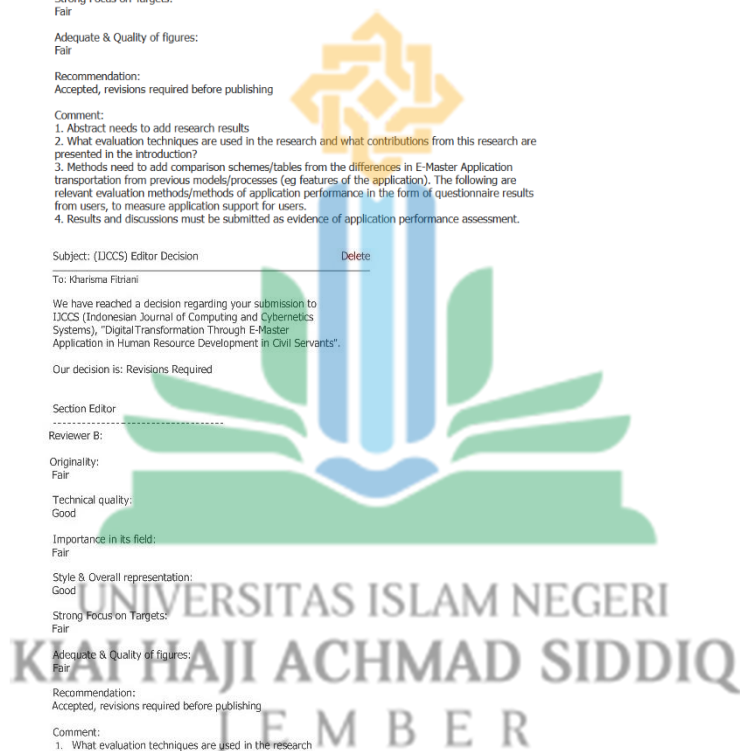 Strong Focus on Targets:
Fair
Adequate & Quality of figures:
Fair
Recommendation:
Accepted, revisions required before publishing
Comment:
1. Abstract needs to add research results
2. What evaluation techniques are used in the research and what contributions from this research are
presented in the introduction?
3. Methods need to add comparison schemes/tables from the differences in E-Master Application
transportation from previous models/processes (eg features of the application). The following are
relevant evaluation methods/methods of application performance in the form of questionnaire results
from users, to measure application support for users.
4. Results and discussions must be submitted as evidence of application performance assessment.
Subject: (IJCCS) Editor Decision Delete
To: Kharisma Fitriani
We have reached a decision regarding your submission to
IJCCS (Indonesian Journal of Computing and Cybernetics
Systems), "DigitalTransformation Through E-Master
Application in Human Resource Development in Civil Servants".
Our decision is: Revisions Required
Section Editor
------------------------------------
Reviewer B:
Originality:
Fair
Technical quality:
Good
Importance in its field:
Fair
Style & Overall representation:
Good
UNIVERSITAS ISLAM NEGERI
Strong Focus on Targets:
Fair
KIAI HAJI ACHMAD SIDDIQ
Adequate & Quality of figures:
Fair
Recommendation:
Accepted, revisions required before publishing
JEMBER
Comment:
1. What evaluation techniques are used in the research